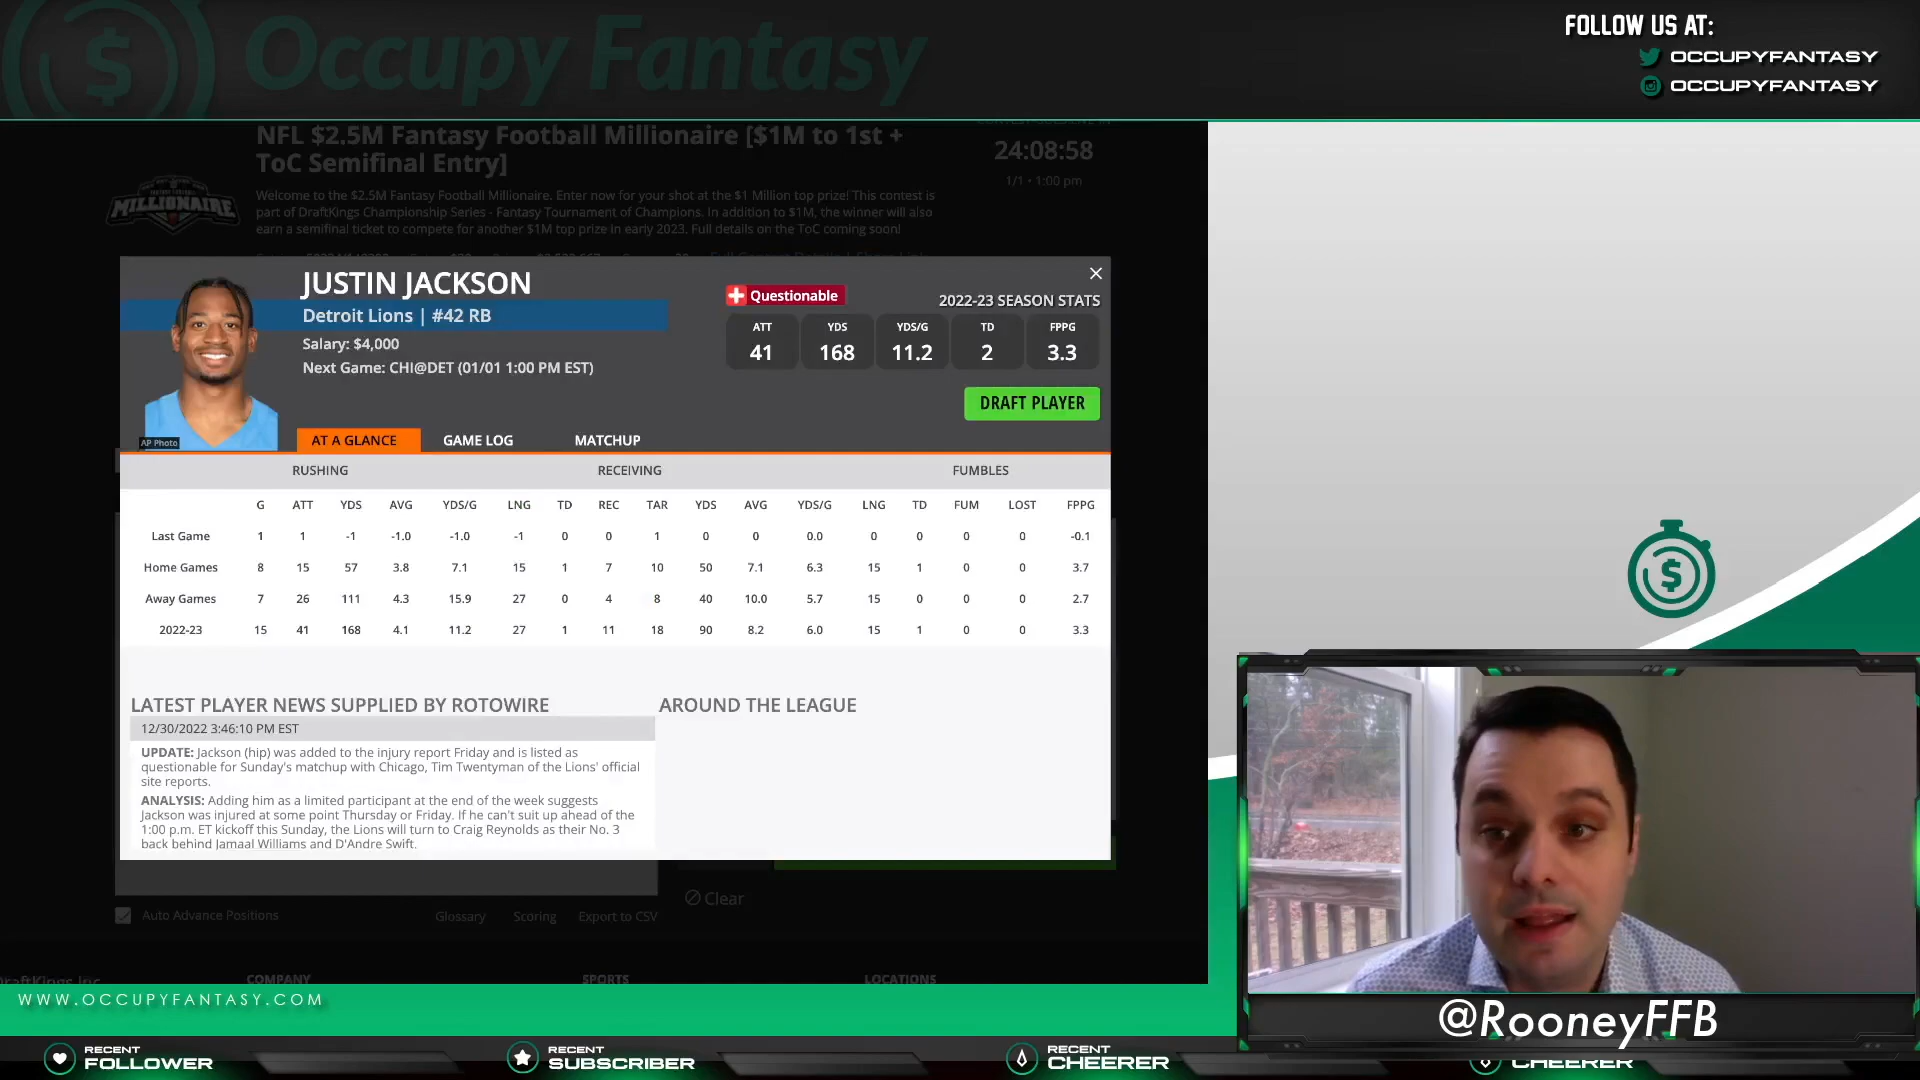 Occupy Fantasy
FOLLOW US AT:
OCCUPYFANTASY
OCCUPYFANTASY
NFL $2.5M Fantasy Football Millionaire [$1M to 1st +
ToC Semifinal Entry]
24:08:58
1/1 • 1:00 pm
MILLIONAIRE
Welcome to the $2.5M Fantasy Football Millionaire. Enter now for your shot at the $1 Million top prize! This contest is
part of DraftKings Championship Series - Fantasy Tournament of Champions. In addition to $1M, the winner will also
earn a semifinal ticket to compete for another $1M top prize in early 2023. Full details on the ToC coming soon!
JUSTIN JACKSON
Detroit Lions | #42 RB
Salary: $4,000
Next Game: CHI@DET (01/01 1:00 PM EST)
Questionable
2022-23 SEASON STATS
ATT YDS YDS/G TD FPPG
41 168 11.2 2 3.3
DRAFT PLAYER
AP Photo
AT A GLANCE GAME LOG MATCHUP
RUSHING RECEIVING FUMBLES
G ATT YDS AVG YDS/G LNG TD REC TAR YDS AVG YDS/G LNG TD FUM LOST FPPG
Last Game 1 1 -1 -1.0 -1.0 -1 0 0 1 0 0 0.0 0 0 0 0 -0.1
Home Games 8 15 57 3.8 7.1 15 1 7 10 50 7.1 6.3 15 1 0 0 3.7
Away Games 7 26 111 4.3 15.9 27 0 4 8 40 10.0 5.7 15 0 0 0 2.7
2022-23 15 41 168 4.1 11.2 27 1 11 18 90 8.2 6.0 15 1 0 0 3.3
LATEST PLAYER NEWS SUPPLIED BY ROTOWIRE
AROUND THE LEAGUE
12/30/2022 3:46:10 PM EST
UPDATE: Jackson (hip) was added to the injury report Friday and is listed as
questionable for Sunday's matchup with Chicago, Tim Twentyman of the Lions' official
site reports.
ANALYSIS: Adding him as a limited participant at the end of the week suggests
Jackson was injured at some point Thursday or Friday. If he can't suit up ahead of the
1:00 p.m. ET kickoff this Sunday, the Lions will turn to Craig Reynolds as their No. 3
back behind Jamaal Williams and D'Andre Swift.
Clear
Auto Advance Positions
Glossary Scoring Export to CSV
COMPANY SPORTS LOCATIONS
WWW.OCCUPYFANTASY.COM
@RooneyFFB
RECENT
FOLLOWER
RECENT
SUBSCRIBER
RECENT
CHEERER
CHEERER